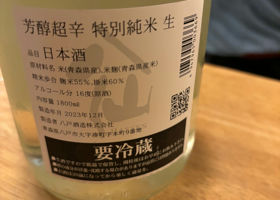 芳醇超辛 特別純米 生
品目 日本酒
原材料名 米(青森県産)、米麹(青森県産米)
精米歩合 麹米55%、掛米60%
アルコール分 16度(原酒)
内容量 1800ml
製造年月 2023年12月
製造者 八戸酒造株式会社
青森県八戸市大字湊町字本町9番地
要冷蔵